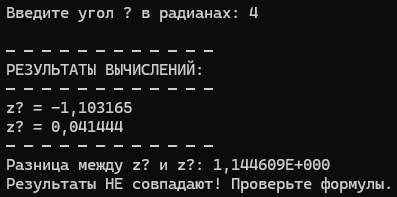 Введите угол ? в радианах: 4
— — — — — — — — — — — —
РЕЗУЛЬТАТЫ ВЫЧИСЛЕНИЙ:
— — — — — — — — — — — —
z? = -1,103165
z? = 0,041444
— — — — — — — — — — — —
Разница между z? и z?: 1,144609E+000
Результаты НЕ совпадают! Проверьте формулы.